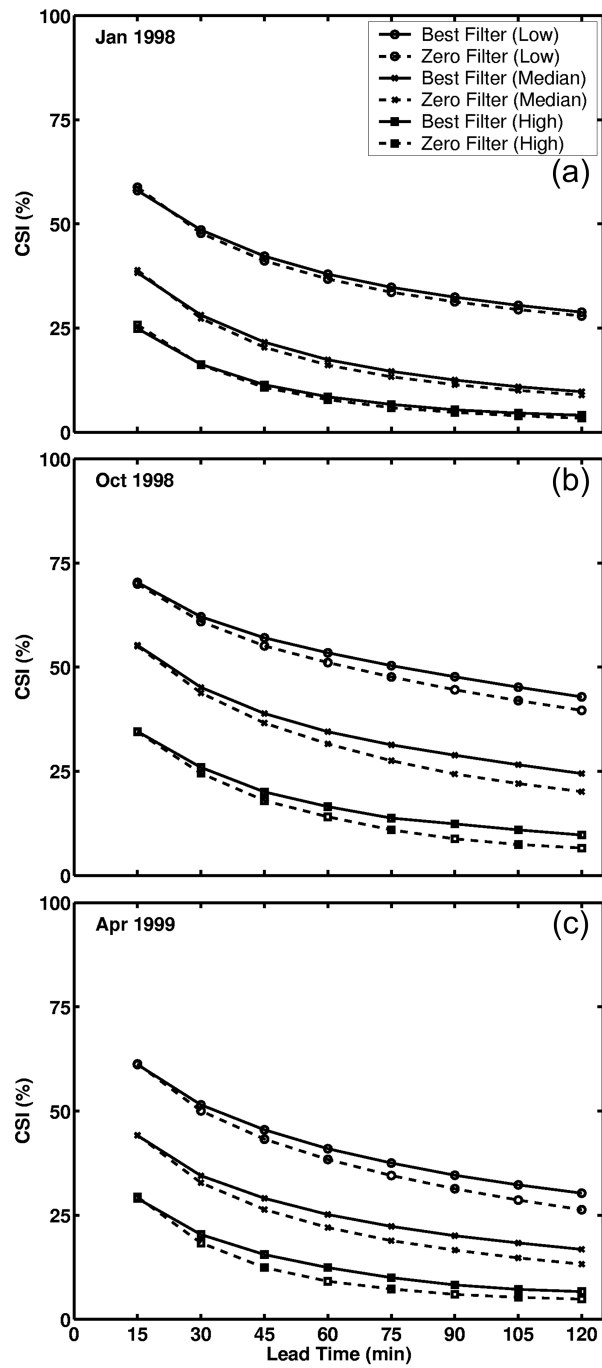 Jan 1998
Best Filter (Low)
Zero Filter (Low)
Best Filter (Median)
Zero Filter (Median)
Best Filter (High)
Zero Filter (High)
(a)
100
75
50
25
0
CSI (%)
Oct 1998
(b)
100
75
50
25
0
CSI (%)
Apr 1999
(c)
100
75
50
25
0
CSI (%)
0 15 30 45 60 75 90 105 120
Lead Time (min)